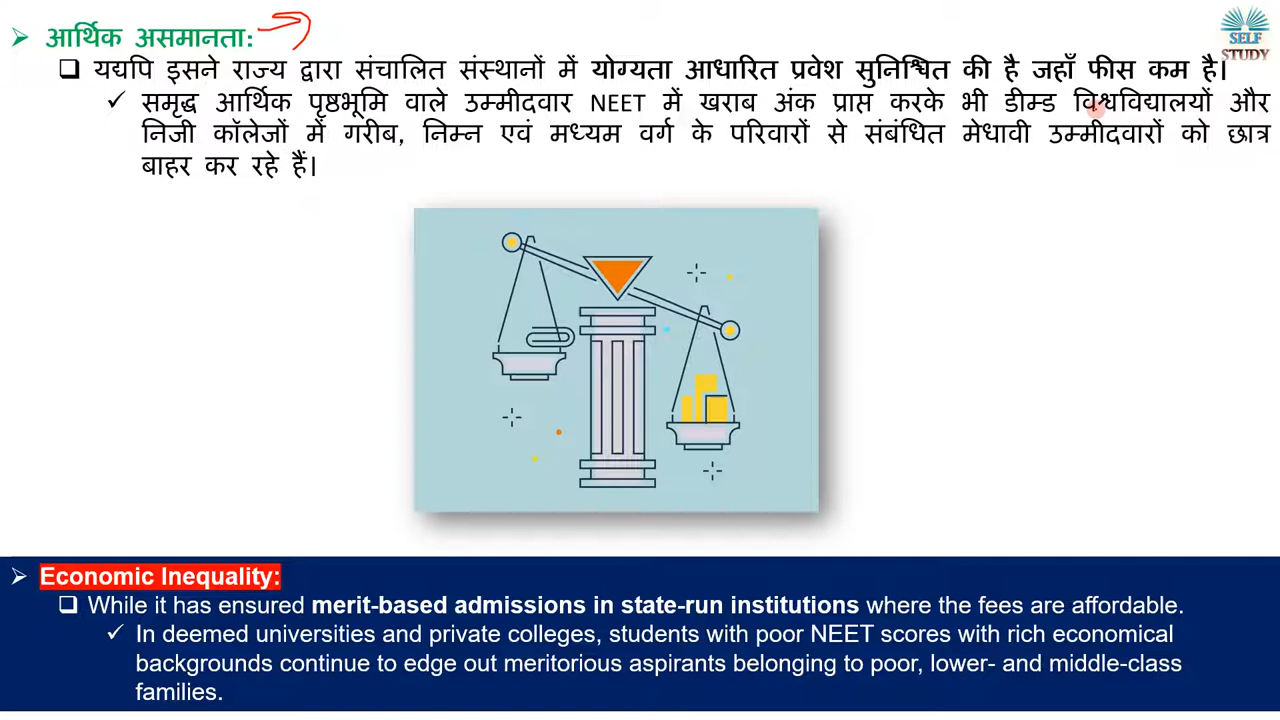 आर्थिक असमानता:
SELF
STUDY
यद्यपि इसने राज्य द्वारा संचालित संस्थानों में योग्यता आधारित प्रवेश सुनिश्चित की है जहाँ फीस कम है।
समृद्ध आर्थिक पृष्ठभूमि वाले उम्मीदवार NEET में खराब अंक प्राप्त करके भी डीम्ड विश्वविद्यालयों और
निजी कॉलेजों में गरीब, निम्न एवं मध्यम वर्ग के परिवारों से संबंधित मेधावी उम्मीदवारों को छात्र
बाहर कर रहे हैं।
Economic Inequality:
While it has ensured merit-based admissions in state-run institutions where the fees are affordable.
In deemed universities and private colleges, students with poor NEET scores with rich economical
backgrounds continue to edge out meritorious aspirants belonging to poor, lower- and middle-class
families.